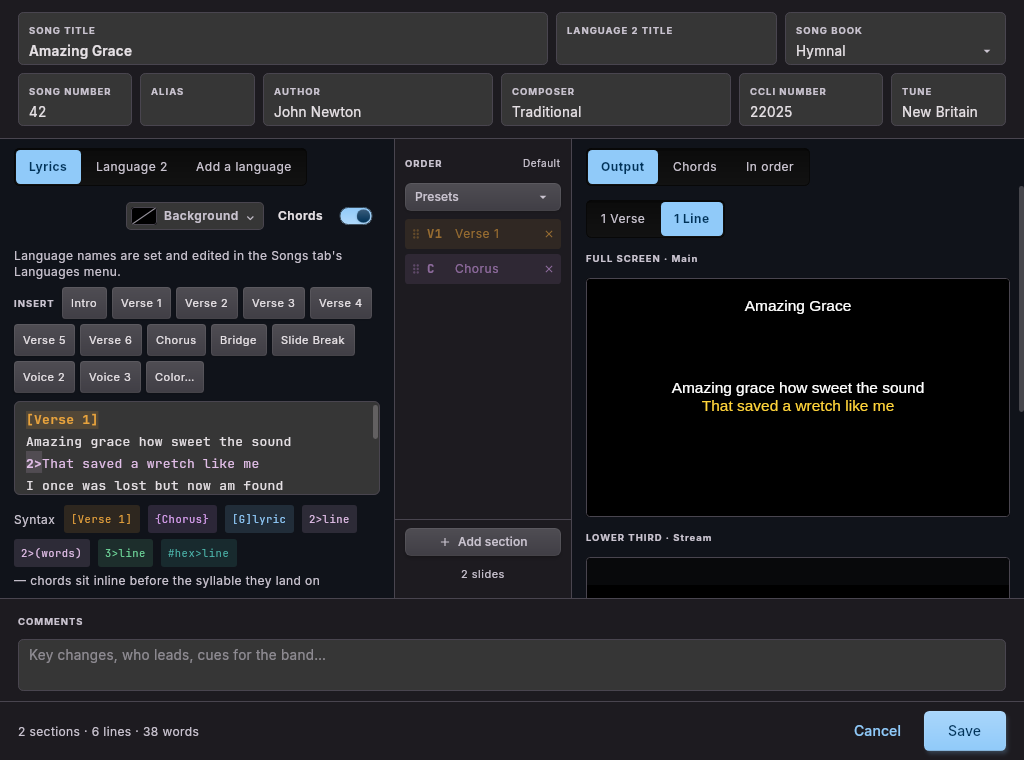 SONG TITLE
Amazing Grace
LANGUAGE 2 TITLE
SONG BOOK
Hymnal
SONG NUMBER
42
ALIAS
AUTHOR
John Newton
COMPOSER
Traditional
CCLI NUMBER
22025
TUNE
New Britain
Lyrics
Language 2
Add a language
Background
Chords
Language names are set and edited in the Songs tab's
Languages menu.
INSERT
Intro
Verse 1
Verse 2
Verse 3
Verse 4
Verse 5
Verse 6
Chorus
Bridge
Slide Break
Voice 2
Voice 3
Color...
[Verse 1]
Amazing grace how sweet the sound
2>That saved a wretch like me
I once was lost but now am found
Syntax
[Verse 1]
{Chorus}
[G]lyric
2>line
2>(words)
3>line
#hex>line
— chords sit inline before the syllable they land on
ORDER
Default
Presets
V1 Verse 1 ×
C Chorus ×
+ Add section
2 slides
Output
Chords
In order
1 Verse
1 Line
FULL SCREEN · Main
Amazing Grace
Amazing grace how sweet the sound
That saved a wretch like me
LOWER THIRD · Stream
COMMENTS
Key changes, who leads, cues for the band...
2 sections · 6 lines · 38 words
Cancel
Save